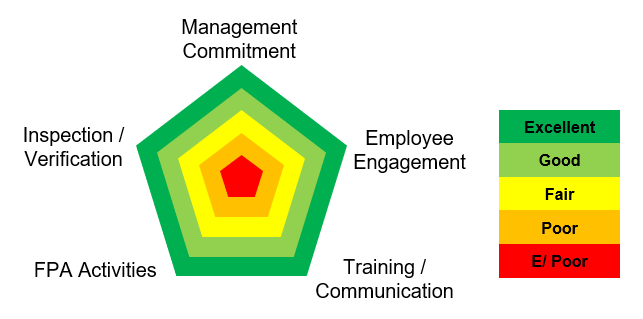 Management
Commitment
Inspection /
Verification
Employee
Engagement
FPA Activities
Training /
Communication
Excellent
Good
Fair
Poor
E/ Poor